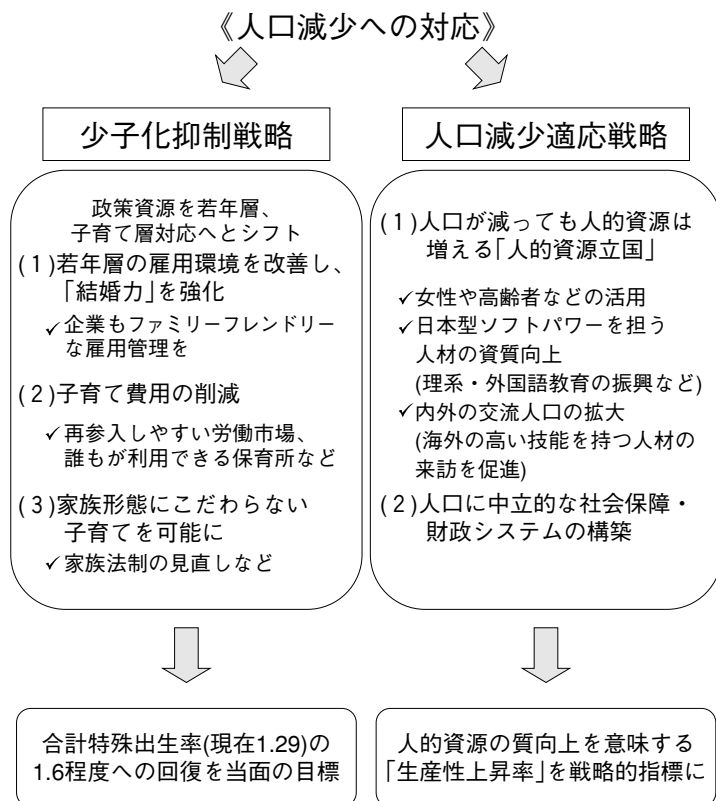 《人口減少への対応》
少子化抑制戦略
政策資源を若年層、
子育て層対応へとシフト
(1)若年層の雇用環境を改善し、
「結婚力」を強化
✓企業もファミリーフレンドリー
な雇用管理を
(2)子育て費用の削減
✓再参入しやすい労働市場、
誰もが利用できる保育所など
(3)家族形態にこだわらない
子育てを可能に
✓家族法制の見直しなど
合計特殊出生率(現在1.29)の
1.6程度への回復を当面の目標
人口減少適応戦略
(1)人口が減っても人的資源は
増える「人的資源立国」
✓女性や高齢者などの活用
✓日本型ソフトパワーを担う
人材の資質向上
(理系・外国語教育の振興など)
✓内外の交流人口の拡大
(海外の高い技能を持つ人材の
来訪を促進)
(2)人口に中立的な社会保障・
財政システムの構築
人的資源の質向上を意味する
「生産性上昇率」を戦略的指標に